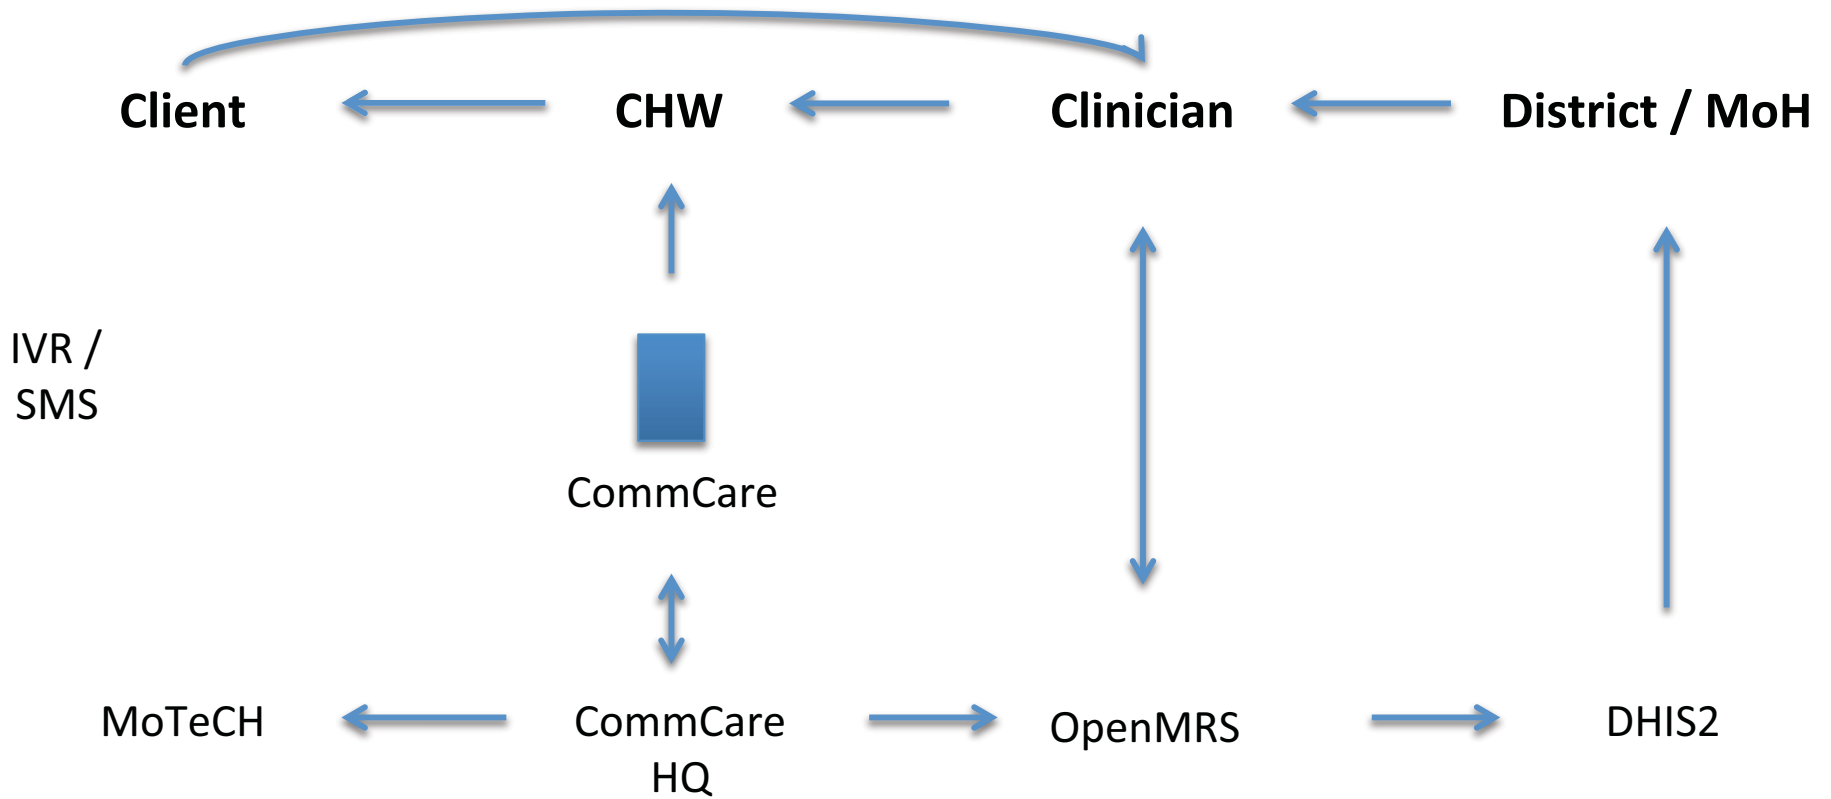 Client
CHW
Clinician
District / MoH
IVR /
SMS
CommCare
MoTeCH
CommCare
HQ
OpenMRS
DHIS2